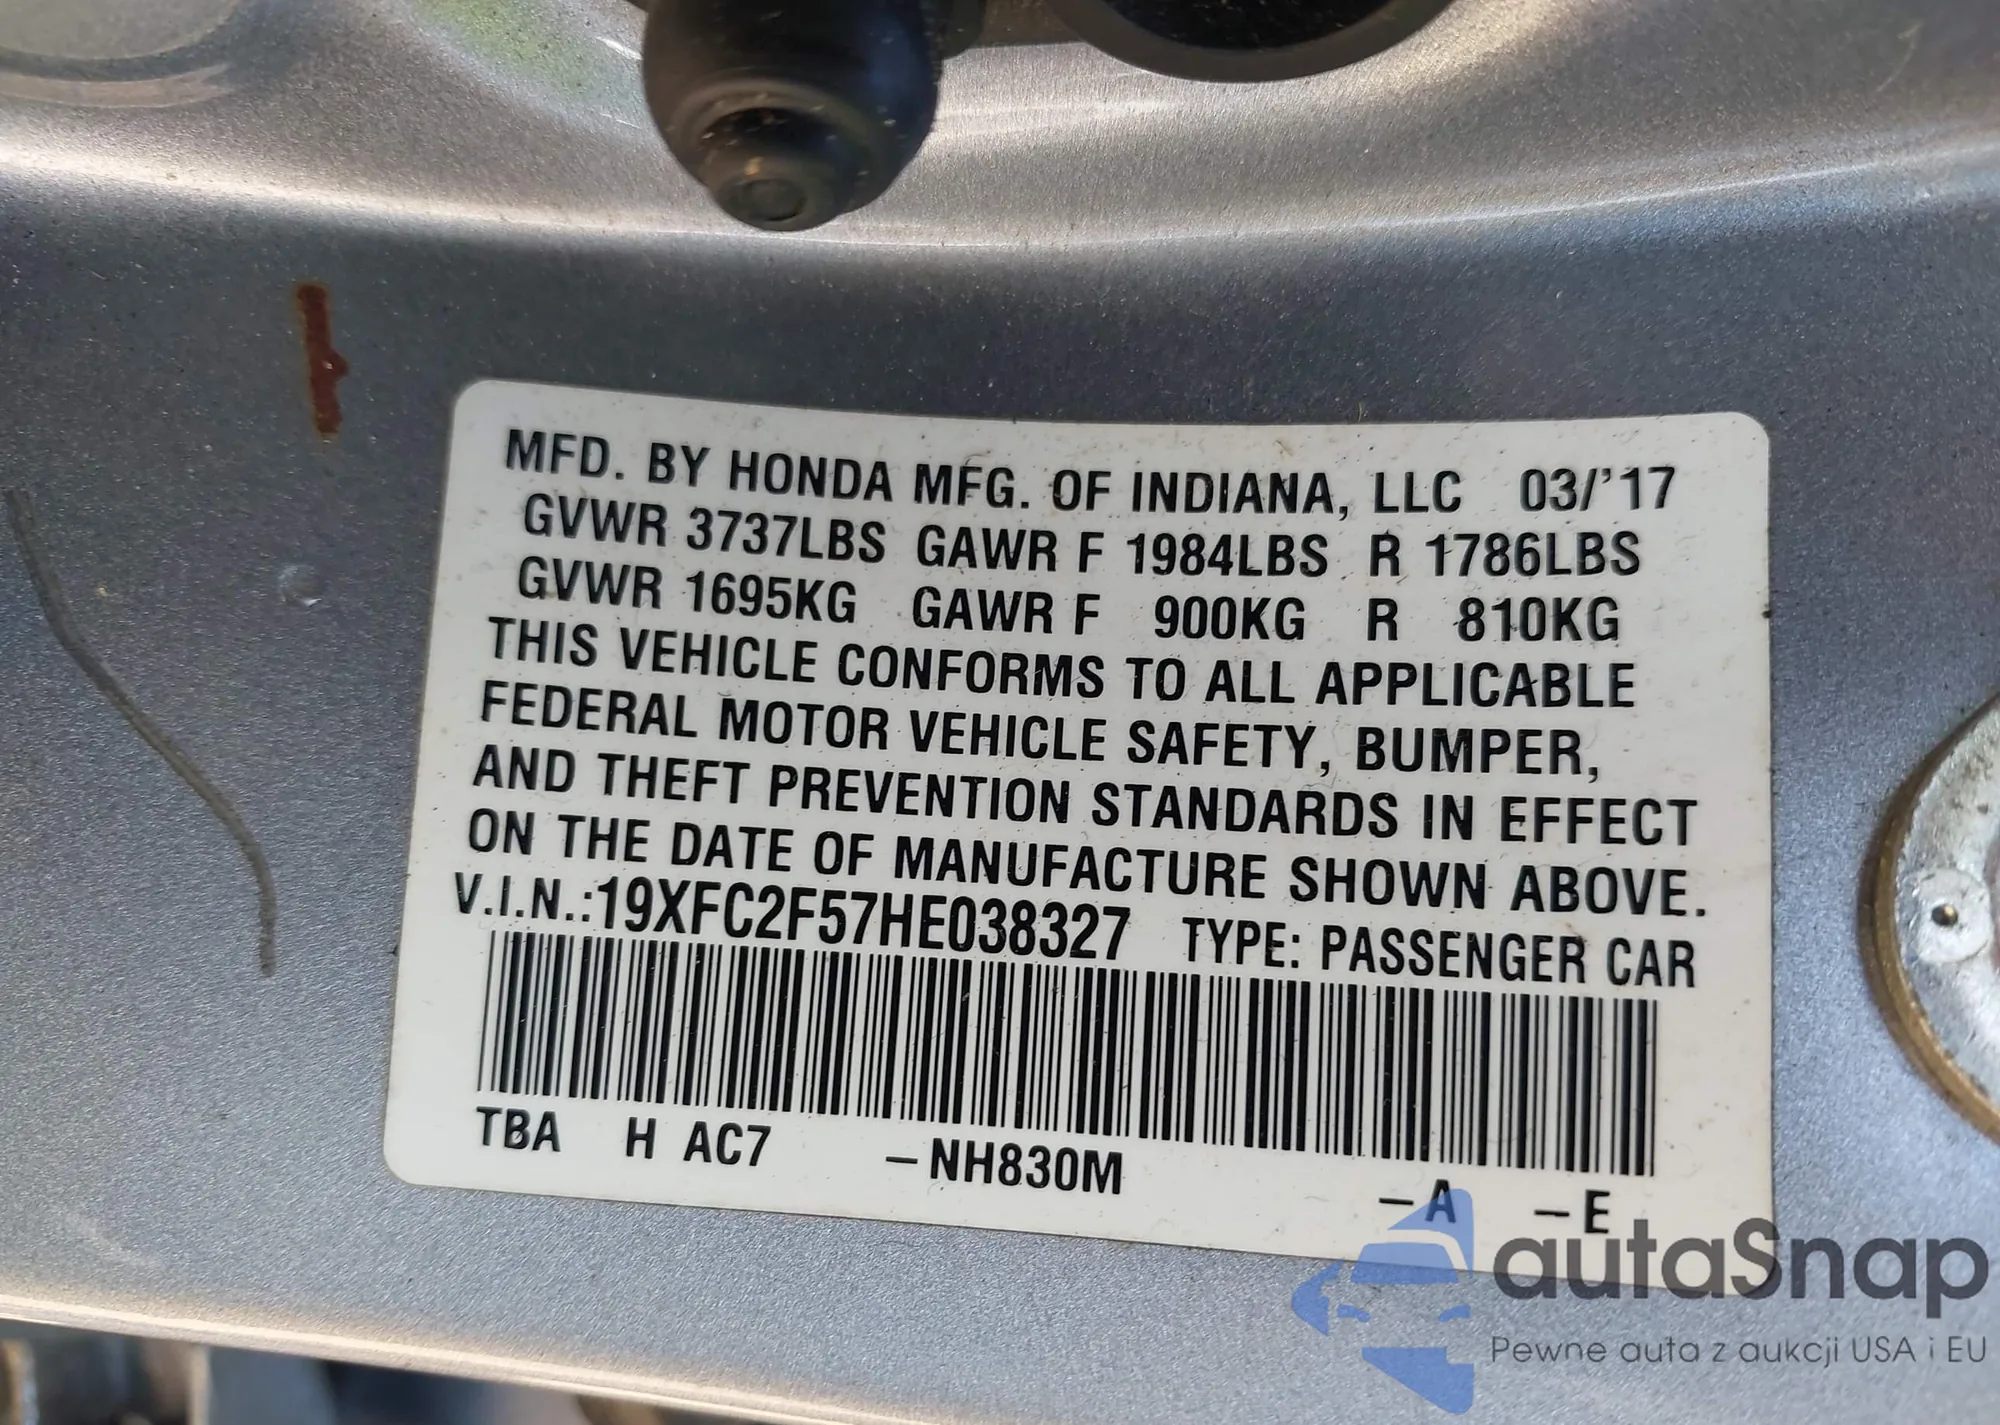 MFD. BY HONDA MFG. OF INDIANA, LLC 03/'17
GVWR 3737LBS GAWR F 1984LBS R 1786LBS
GVWR 1695KG GAWR F 900KG R 810KG
THIS VEHICLE CONFORMS TO ALL APPLICABLE
FEDERAL MOTOR VEHICLE SAFETY, BUMPER,
AND THEFT PREVENTION STANDARDS IN EFFECT
ON THE DATE OF MANUFACTURE SHOWN ABOVE.
V.I.N.:19XFC2F57HE038327 TYPE: PASSENGER CAR
TBA H AC7 –NH830M –A –E
autaSnap
Pewne auta z aukcji USA i EU